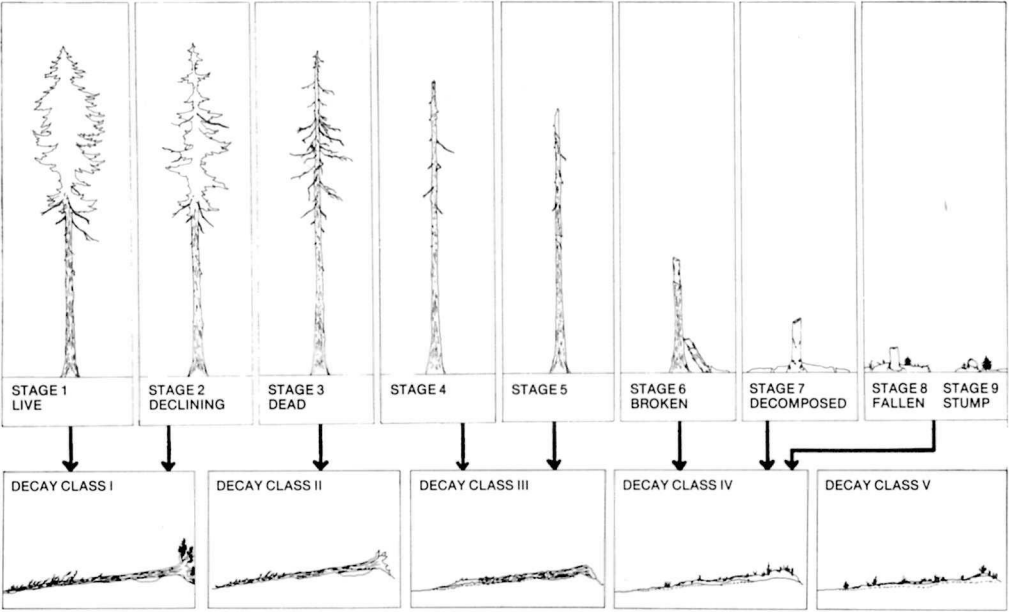 STAGE 1
LIVE
STAGE 2
DECLINING
STAGE 3
DEAD
STAGE 4
STAGE 5
STAGE 6
BROKEN
STAGE 7
DECOMPOSED
STAGE 8
FALLEN
STAGE 9
STUMP
DECAY CLASS I
DECAY CLASS II
DECAY CLASS III
DECAY CLASS IV
DECAY CLASS V